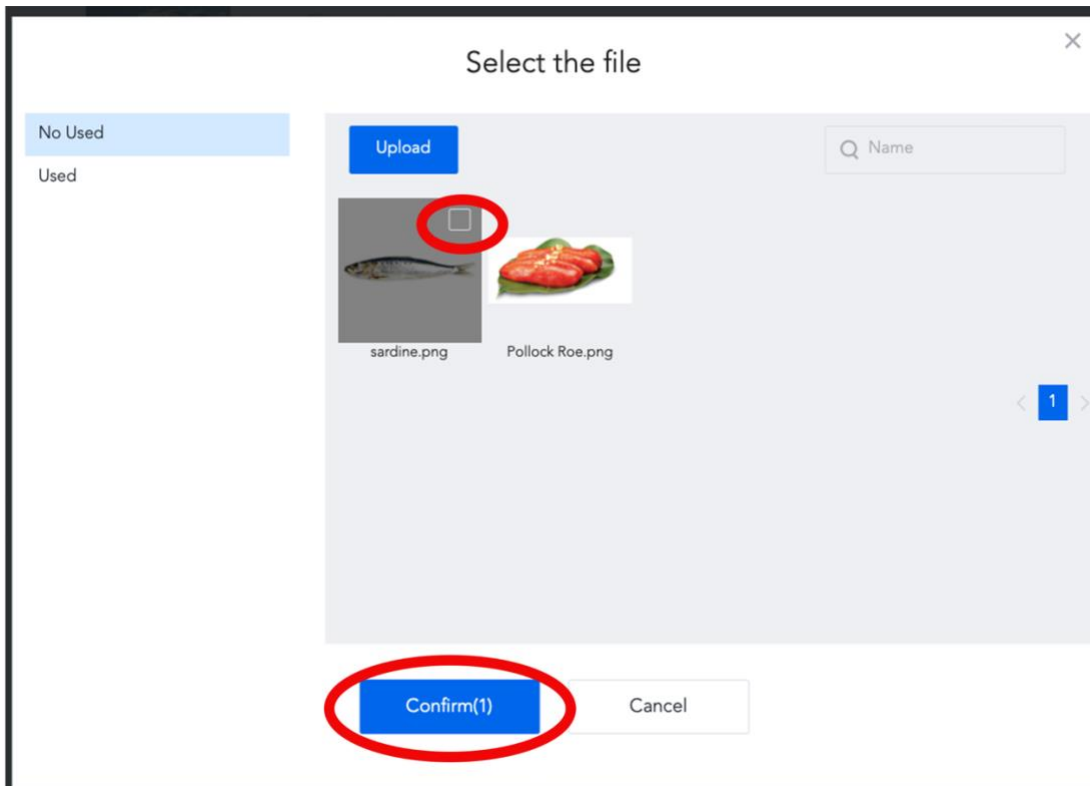 Select the file
No Used
Used
Upload
Name
sardine.png
Pollock Roe.png
1
Confirm(1)
Cancel